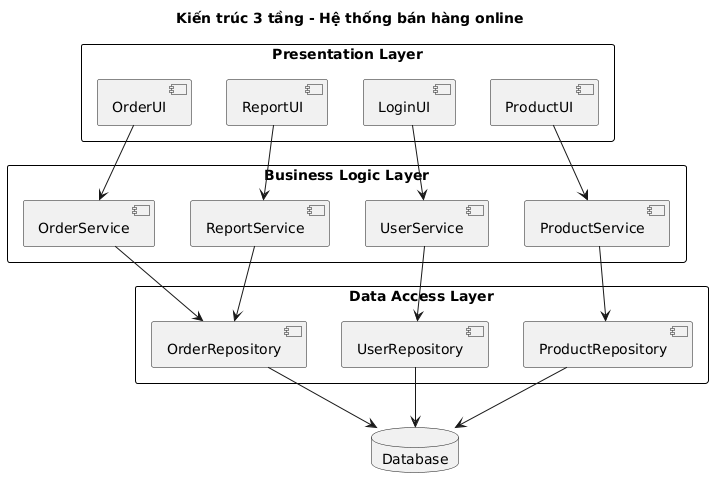 Kiến trúc 3 tầng - Hệ thống bán hàng online
Presentation Layer
OrderUI
ReportUI
LoginUI
ProductUI
Business Logic Layer
OrderService
ReportService
UserService
ProductService
Data Access Layer
OrderRepository
UserRepository
ProductRepository
Database